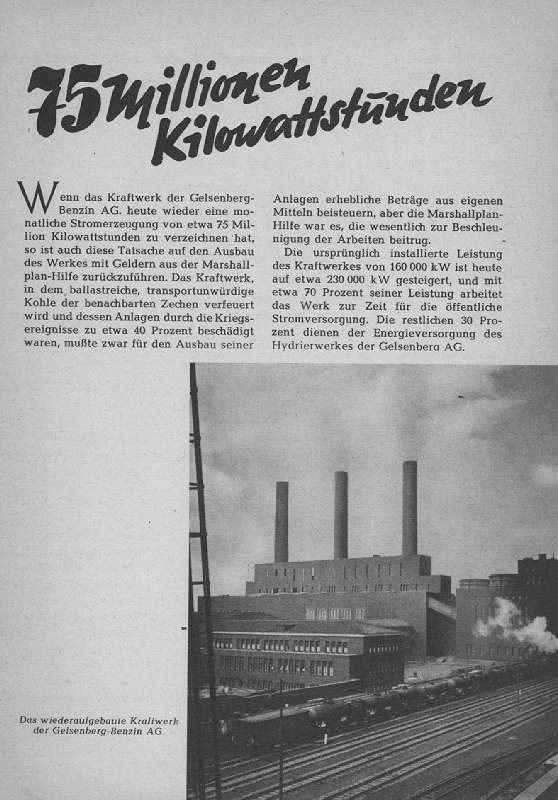 75 Millionen
Kilowattstunden
Wenn das Kraftwerk der Gelsenberg-
Benzin AG. heute wieder eine mo-
natliche Stromerzeugung von etwa 75 Mil-
lion Kilowattstunden zu verzeichnen hat,
so ist auch diese Tatsache auf den Ausbau
des Werkes mit Geldern aus der Marshall-
plan-Hilfe zurückzuführen. Das Kraftwerk,
in dem ballastreiche, transportunwürdige
Kohle der benachbarten Zechen verfeuert
wird und dessen Anlagen durch die Kriegs-
ereignisse zu etwa 40 Prozent beschädigt
waren, mußte zwar für den Ausbau seiner
Anlagen erhebliche Beträge aus eigenen
Mitteln beisteuern, aber die Marshallplan-
Hilfe war es, die wesentlich zur Beschleu-
nigung der Arbeiten beitrug.
Die ursprünglich installierte Leistung
des Kraftwerkes von 160 000 kW ist heute
auf etwa 230 000 kW gesteigert, und mit
etwa 70 Prozent seiner Leistung arbeitet
das Werk zur Zeit für die öffentliche
Stromversorgung. Die restlichen 30 Pro-
zent dienen der Energieversorgung des
Hydrierwerkes der Gelsenberg AG.
Das wiederaufgebaute Kraftwerk
der Gelsenberg-Benzin AG.